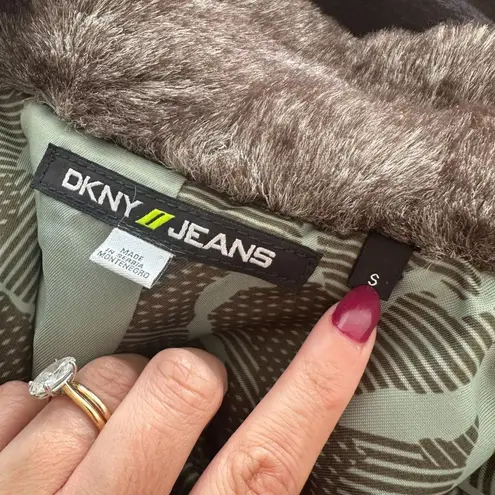 DKNY // JEANS
MADE
IN SERBIA
MONTENEGRO
S